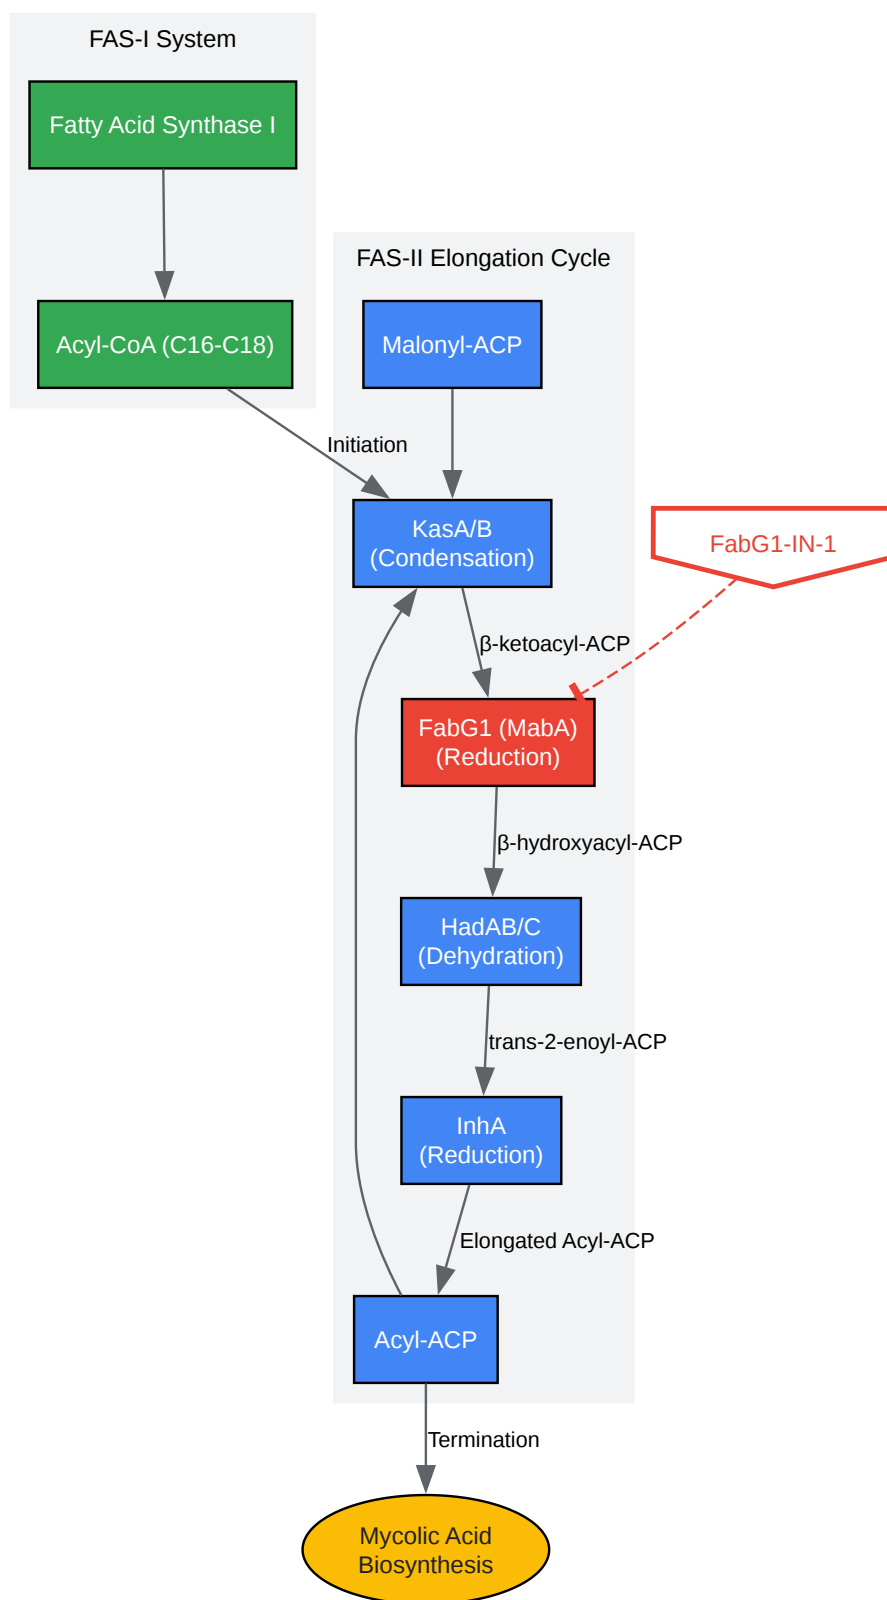 FAS-I System
Fatty Acid Synthase I
FAS-II Elongation Cycle
Acyl-CoA (C16-C18)
Malonyl-ACP
Initiation
KasA/B
(Condensation)
FabG1-IN-1
β-ketoacyl-ACP
FabG1 (MabA)
(Reduction)
β-hydroxyacyl-ACP
HadAB/C
(Dehydration)
trans-2-enoyl-ACP
InhA
(Reduction)
Elongated Acyl-ACP
Acyl-ACP
Termination
Mycolic Acid
Biosynthesis